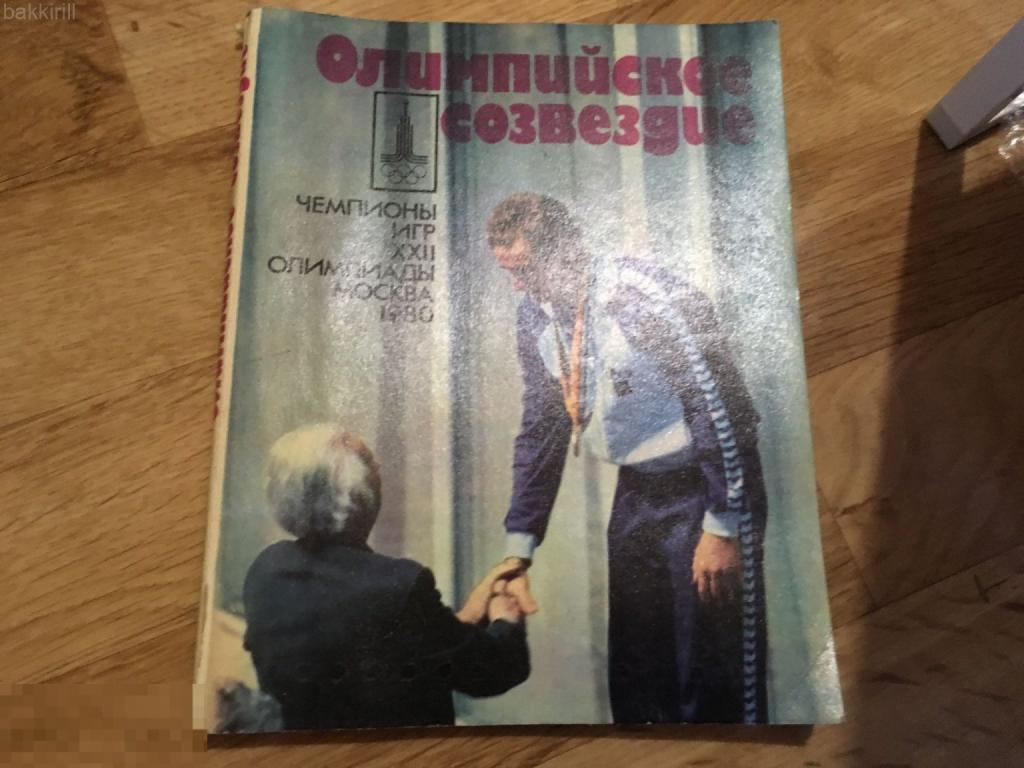 bakkirill
Олимпийское
созвездие
ЧЕМПИОНЫ
ИГР
XXII
ОЛИМПИАДЫ
МОСКВА
1980